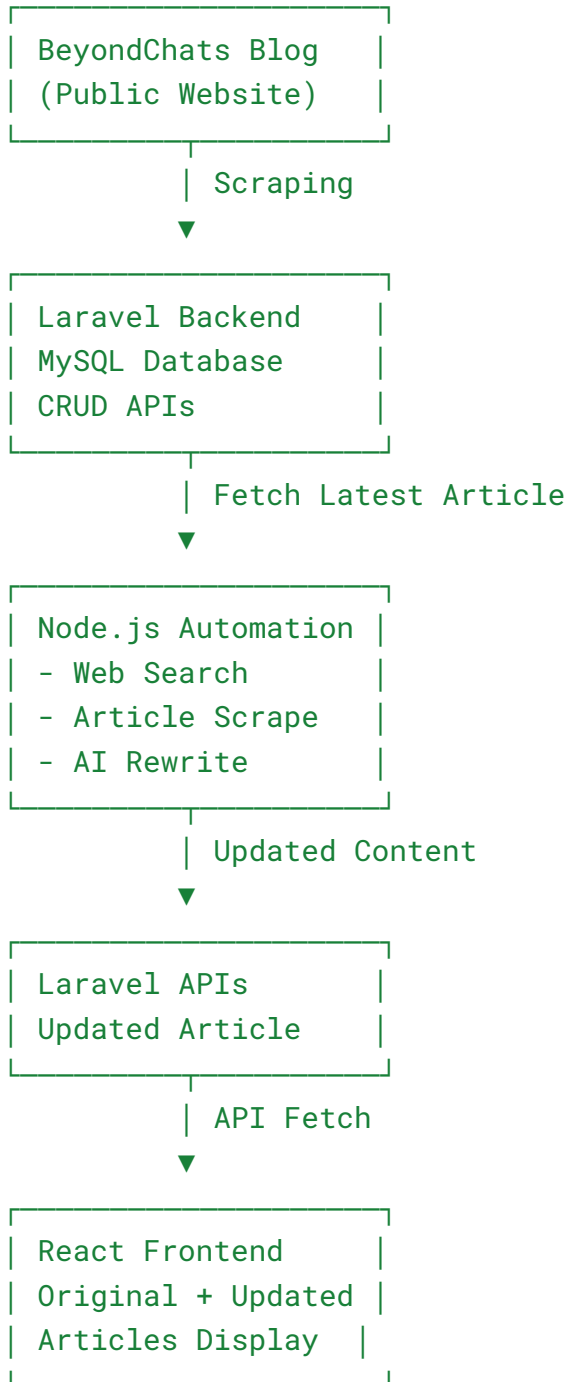 BeyondChats Blog
(Public Website)
Scraping
Laravel Backend
MySQL Database
CRUD APIs
Fetch Latest Article
Node.js Automation
- Web Search
- Article Scrape
- AI Rewrite
Updated Content
Laravel APIs
Updated Article
API Fetch
React Frontend
Original + Updated
Articles Display